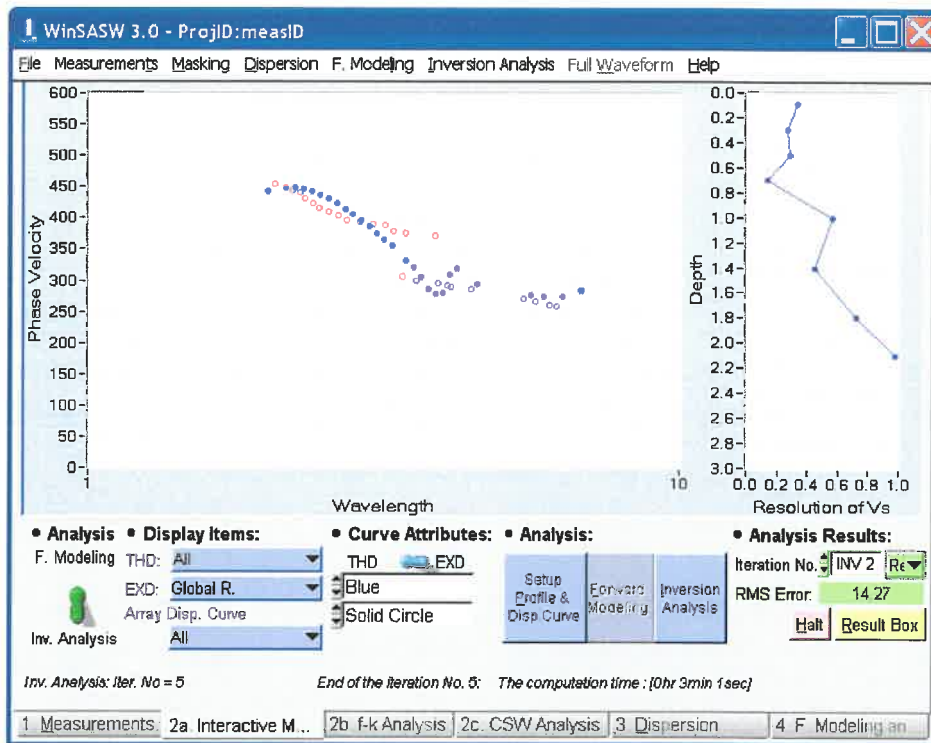 WinSASW 3.0 - ProjID:measID
File Measurements Masking Dispersion F. Modeling Inversion Analysis Full Waveform Help
600
550
500
450
400
350
300
250
200
150
100
50
0
Phase Velocity
1
10
Wavelength
0.0
0.2
0.4
0.6
0.8
1.0
1.2
1.4
1.6
1.8
2.0
2.2
2.4
2.6
2.8
3.0
Depth
0.0 0.2 0.4 0.6 0.8 1.0
Resolution of Vs
• Analysis
F. Modeling
Inv. Analysis
• Display Items:
THD: All
EXD: Global R.
Array Disp. Curve
All
• Curve Attributes:
THD EXD
Blue
Solid Circle
• Analysis:
Setup Profile & Disp Curve
Forward Modeling
Inversion Analysis
• Analysis Results:
Iteration No. INV 2
RMS Error: 14.27
Halt
Result Box
Inv. Analysis: Iter. No = 5
End of the iteration No. 5: The computation time : [0hr 3min 1sec]
1 Measurements
2a. Interactive M...
2b f-k Analysis
2c. CSW Analysis
3 Dispersion
4 F Modeling an